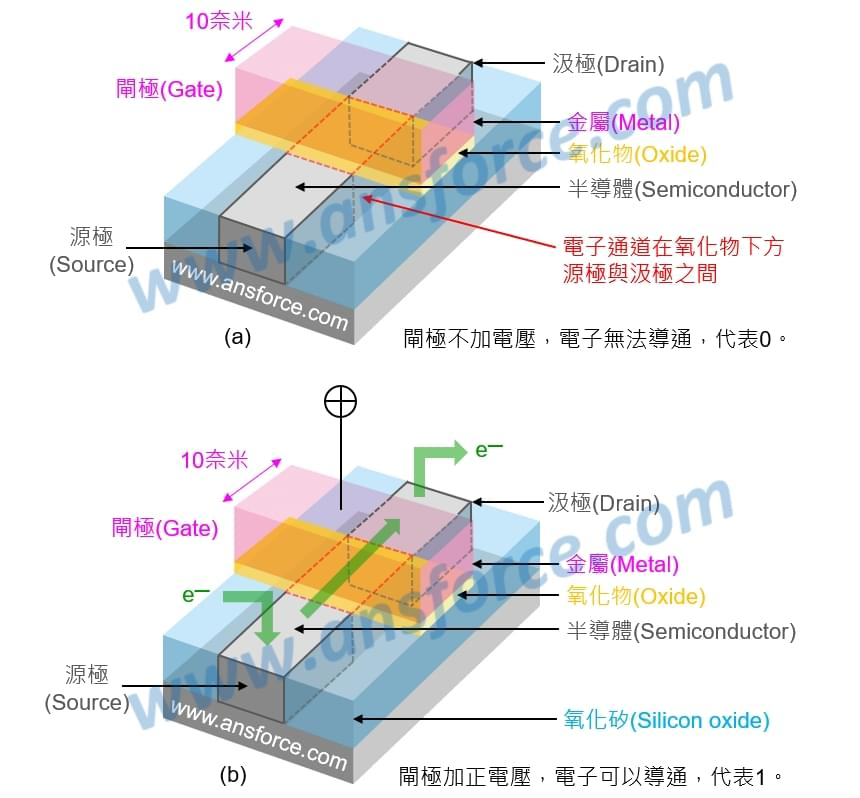 10奈米
閘極(Gate)
汲極(Drain)
金屬(Metal)
氧化物(Oxide)
半導體(Semiconductor)
源極
(Source)
電子通道在氧化物下方
源極與汲極之間
www.ansforce.com
www.ansforce.com
(a)
閘極不加電壓，電子無法導通，代表0。
10奈米
e−
閘極(Gate)
汲極(Drain)
金屬(Metal)
e−
氧化物(Oxide)
半導體(Semiconductor)
源極
(Source)
氧化矽(Silicon oxide)
www.ansforce.com
www.ansforce.com
(b)
閘極加正電壓，電子可以導通，代表1。